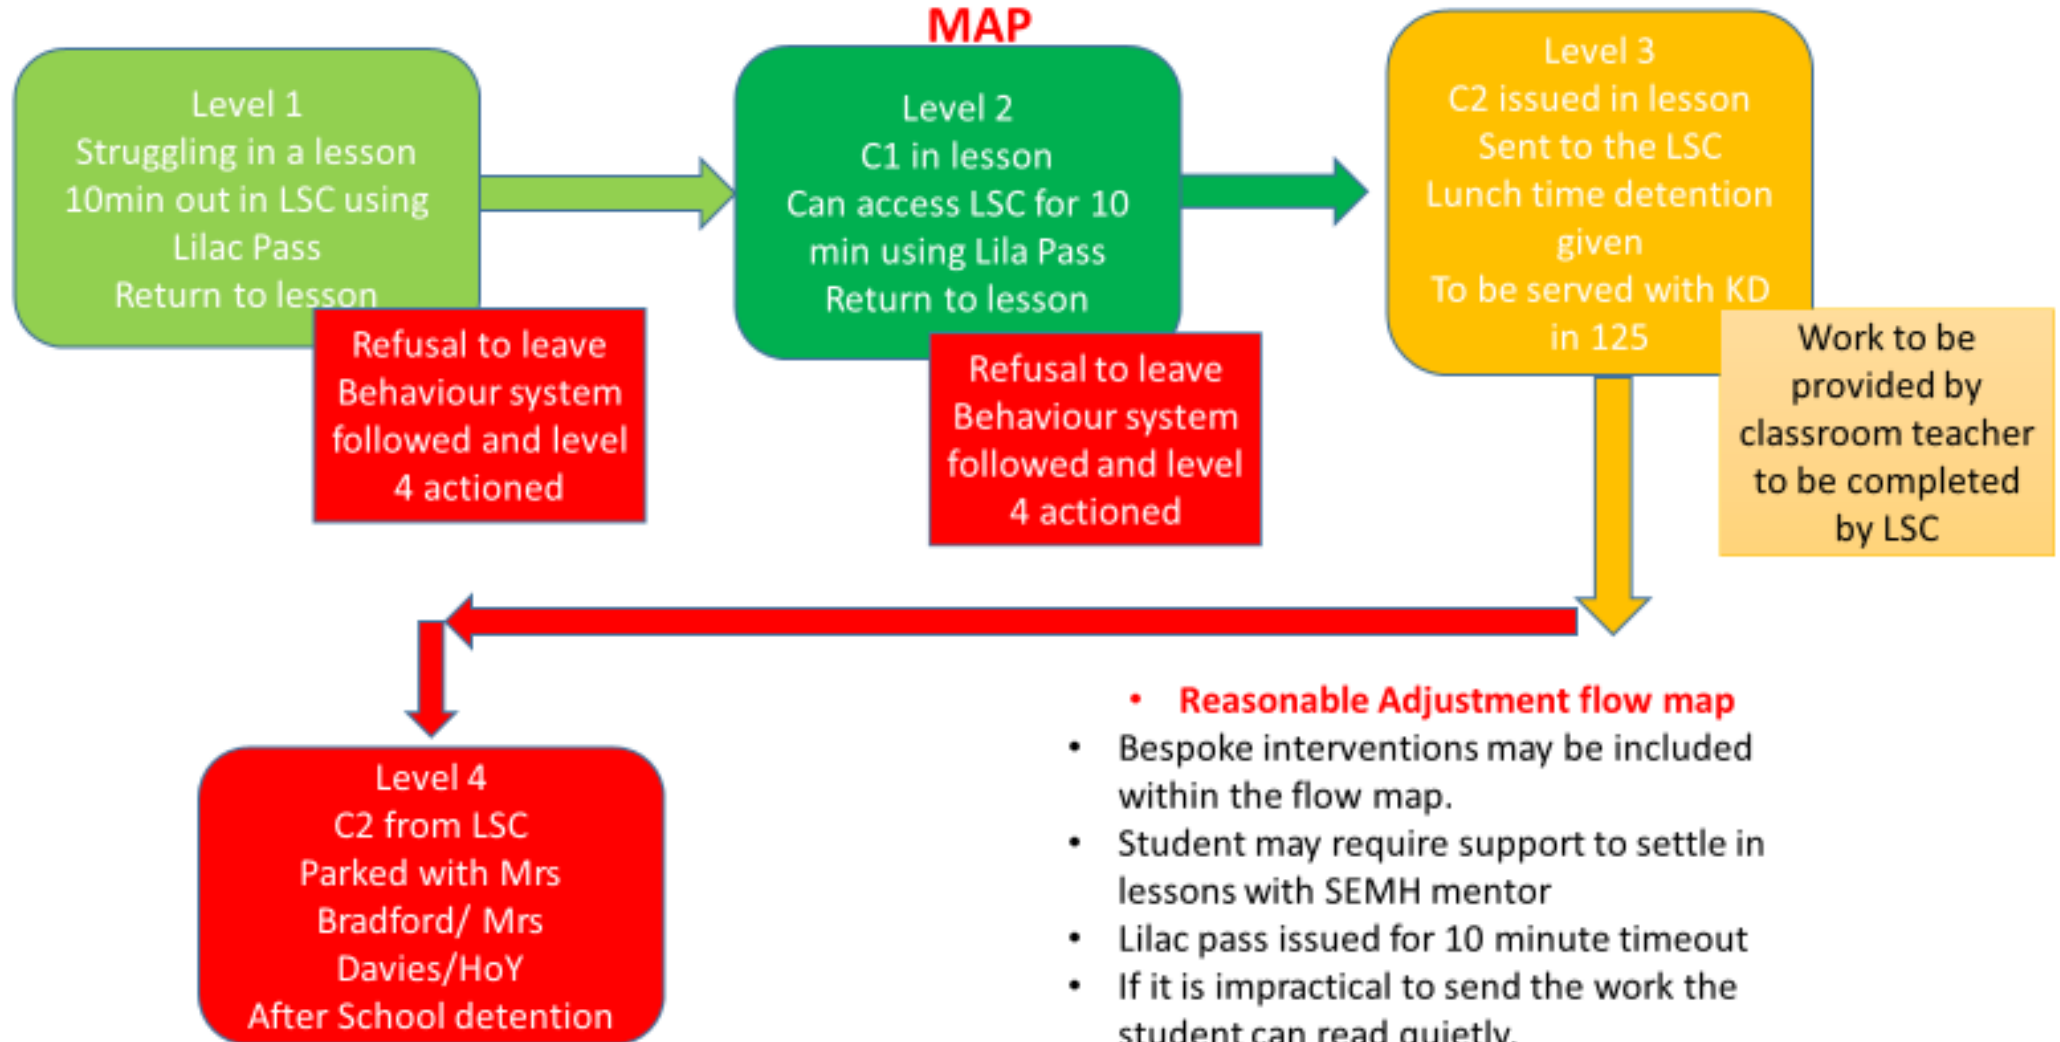 MAP
Level 1
Struggling in a lesson
10min out in LSC using
Lilac Pass
Return to lesson
Refusal to leave
Behaviour system
followed and level
4 actioned
Level 2
C1 in lesson
Can access LSC for 10
min using Lila Pass
Return to lesson
Refusal to leave
Behaviour system
followed and level
4 actioned
Level 3
C2 issued in lesson
Sent to the LSC
Lunch time detention
given
To be served with KD
in 125
Work to be
provided by
classroom teacher
to be completed
by LSC
Level 4
C2 from LSC
Parked with Mrs
Bradford/ Mrs
Davies/HoY
After School detention
• Reasonable Adjustment flow map
• Bespoke interventions may be included
within the flow map.
• Student may require support to settle in
lessons with SEMH mentor
• Lilac pass issued for 10 minute timeout
• If it is impractical to send the work the
student can read quietly.